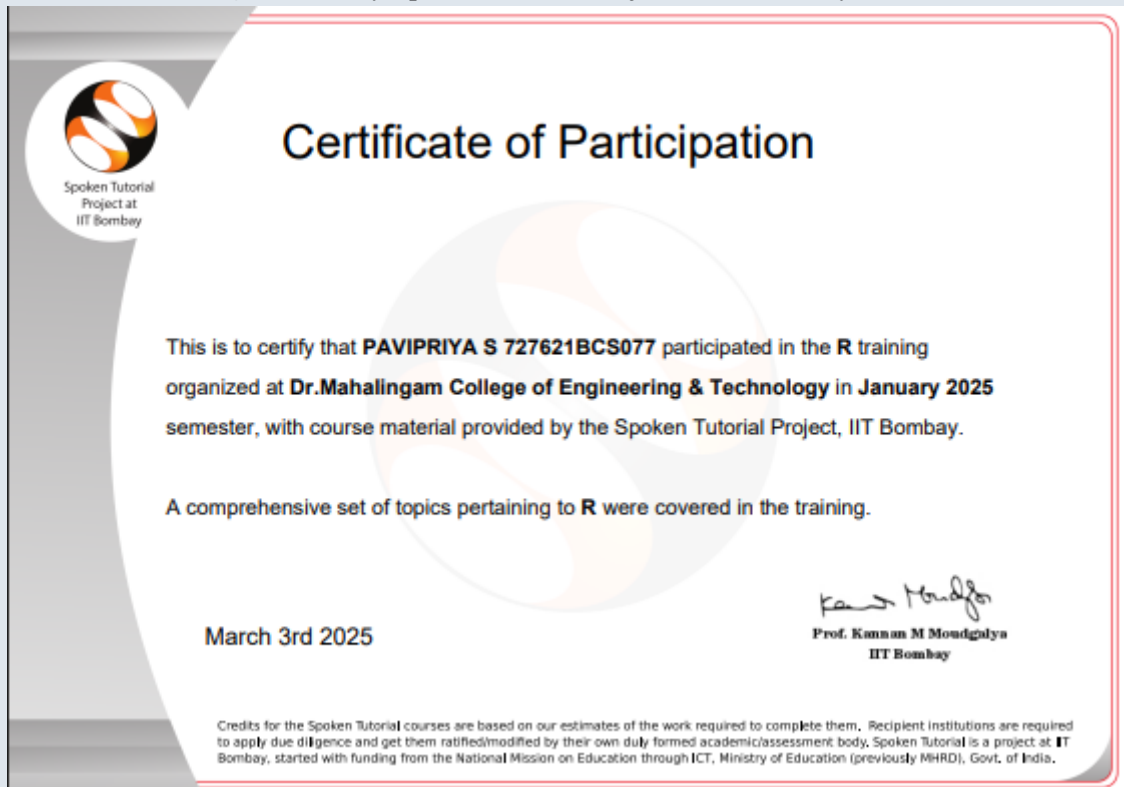 Spoken Tutorial
Project at
IIT Bombay
Certificate of Participation
This is to certify that PAVIPRIYA S 727621BCS077 participated in the R training
organized at Dr.Mahalingam College of Engineering & Technology in January 2025
semester, with course material provided by the Spoken Tutorial Project, IIT Bombay.
A comprehensive set of topics pertaining to R were covered in the training.
March 3rd 2025
Prof. Kannan M Moudgalya
IIT Bombay
Credits for the Spoken Tutorial courses are based on our estimates of the work required to complete them. Recipient institutions are required
to apply due diligence and get them ratified/modified by their own duly formed academic/assessment body. Spoken Tutorial is a project at IIT
Bombay, started with funding from the National Mission on Education through ICT, Ministry of Education (previously MHRD), Govt. of India.